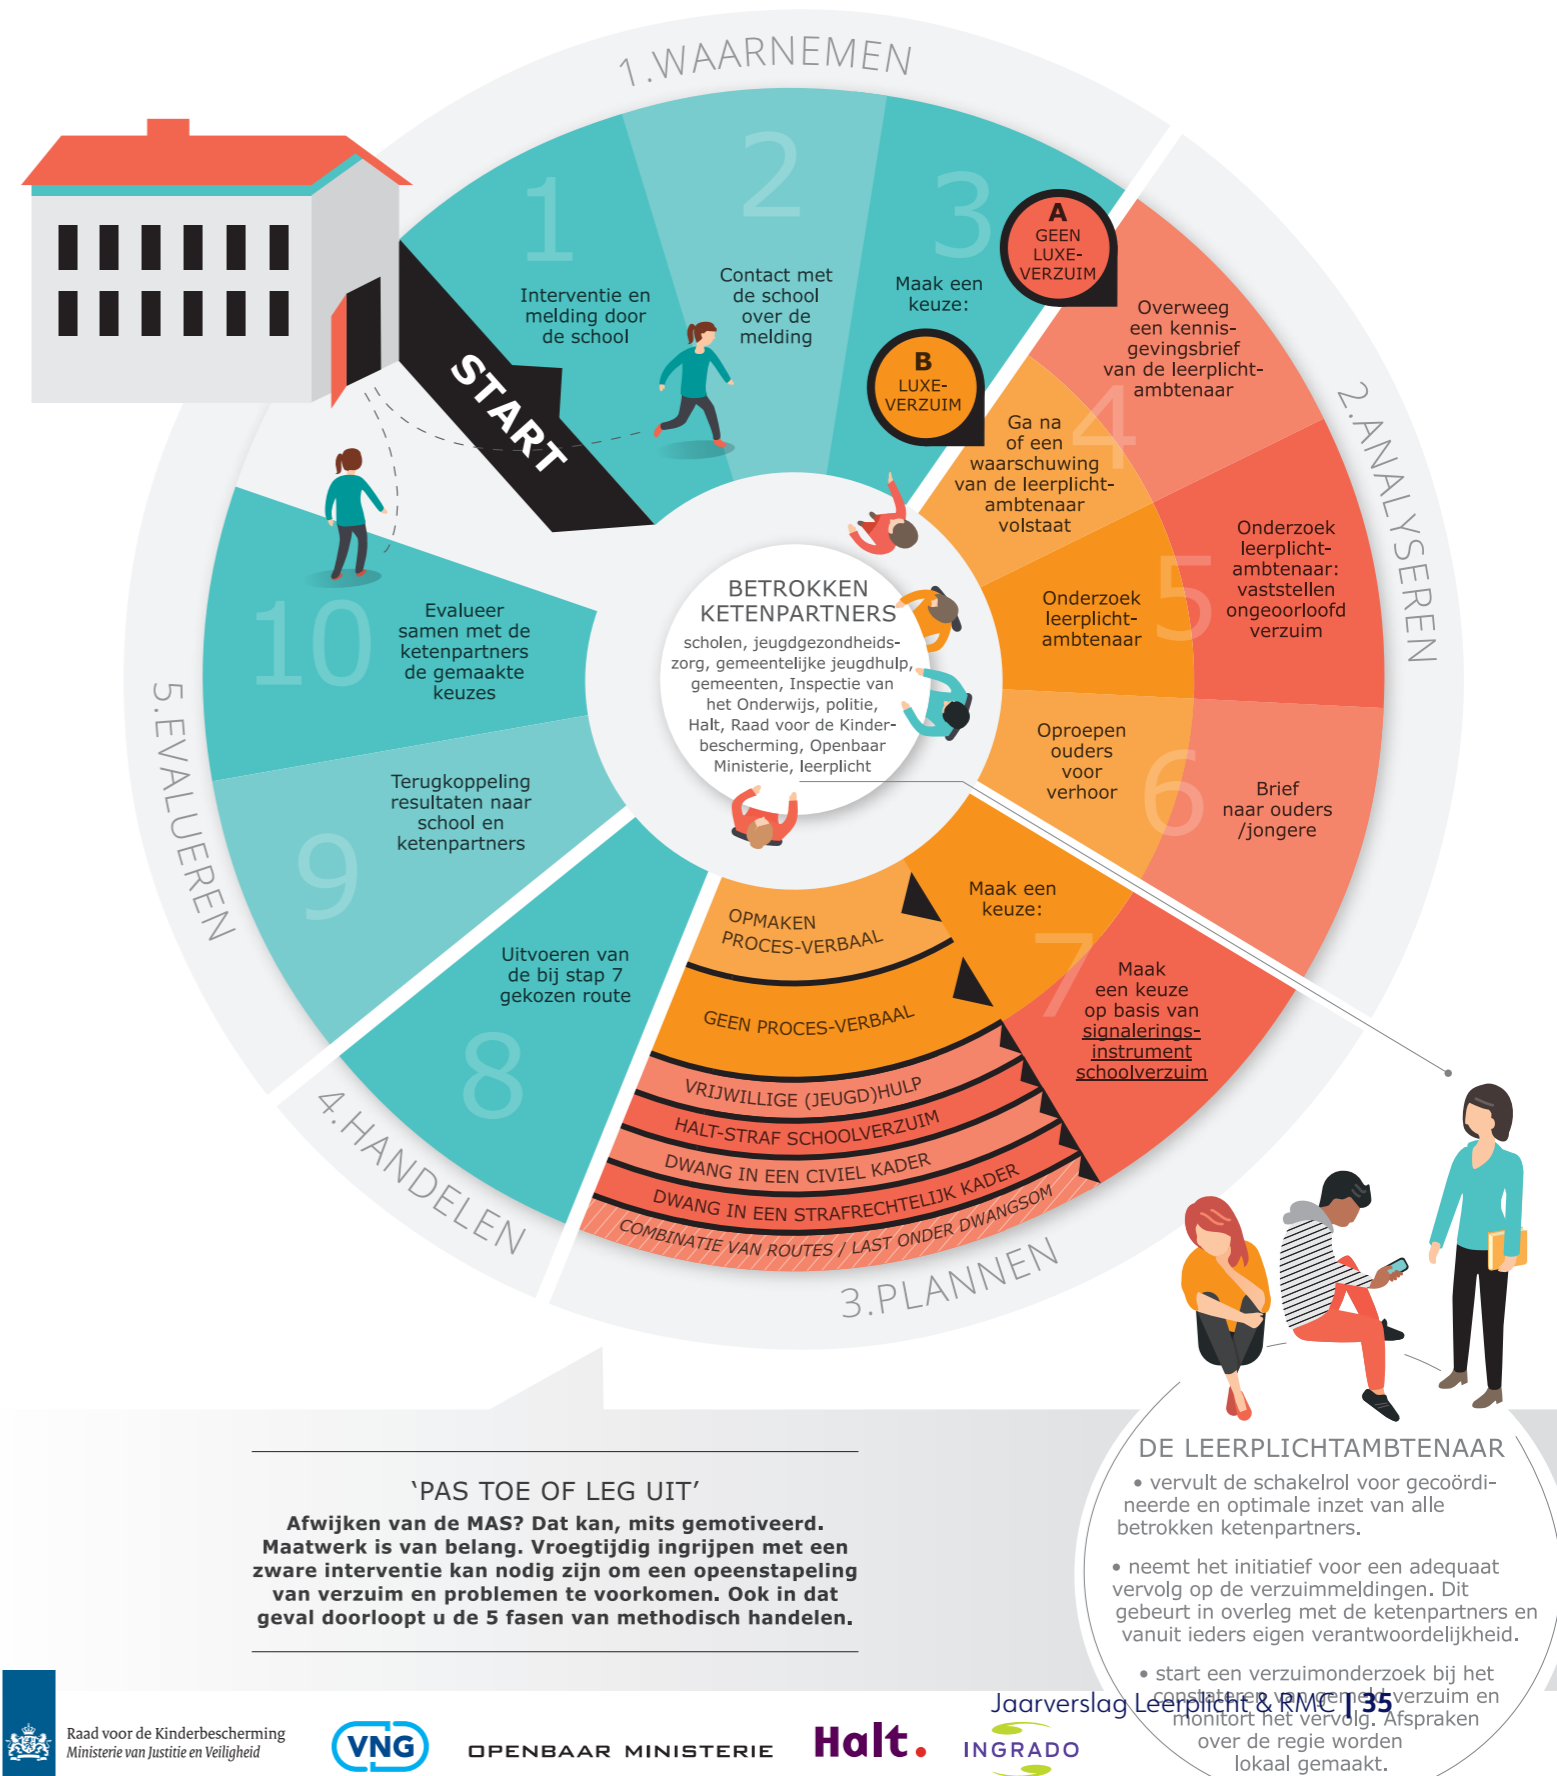 1.WAARNEMEN
1
Interventie en
melding door
de school
START
2
Contact met
de school
over de
melding
3
Maak een
keuze:
A
GEEN
LUXE-
VERZUIM
B
LUXE-
VERZUIM
2.ANALYSEREN
4
Overweeg
een kennis-
gevingsbrief
van de leerplicht-
ambtenaar
Ga na
of een
waarschuwing
van de leerplicht-
ambtenaar
volstaat
5
Onderzoek
leerplicht-
ambtenaar:
vaststellen
ongeoorloofd
verzuim
Onderzoek
leerplicht-
ambtenaar
6
Oproepen
ouders
voor
verhoor
Brief
naar ouders
/jongere
BETROKKEN
KETENPARTNERS
scholen, jeugdgezondheids-
zorg, gemeentelijke jeugdhulp,
gemeenten, Inspectie van
het Onderwijs, politie,
Halt, Raad voor de Kinder-
bescherming, Openbaar
Ministerie, leerplicht
7
Maak een
keuze:
Maak
een keuze
op basis van
signalerings-
instrument
schoolverzuim
OPMAKEN
PROCES-VERBAAL
GEEN PROCES-VERBAAL
VRIJWILLIGE (JEUGD)HULP
HALT-STRAF SCHOOLVERZUIM
DWANG IN EEN CIVIEL KADER
DWANG IN EEN STRAFRECHTELIJK KADER
COMBINATIE VAN ROUTES / LAST ONDER DWANGSOM
3.PLANNEN
8
Uitvoeren van
de bij stap 7
gekozen route
4.HANDELEN
9
Terugkoppeling
resultaten naar
school en
ketenpartners
10
Evalueer
samen met de
ketenpartners
de gemaakte
keuzes
5.EVALUEREN
‘PAS TOE OF LEG UIT’
Afwijken van de MAS? Dat kan, mits gemotiveerd.
Maatwerk is van belang. Vroegtijdig ingrijpen met een
zware interventie kan nodig zijn om een opeenstapeling
van verzuim en problemen te voorkomen. Ook in dat
geval doorloopt u de 5 fasen van methodisch handelen.
DE LEERPLICHTAMBTENAAR
• vervult de schakelrol voor gecoördi-
neerde en optimale inzet van alle
betrokken ketenpartners.
• neemt het initiatief voor een adequaat
vervolg op de verzuimmeldingen. Dit
gebeurt in overleg met de ketenpartners en
vanuit ieders eigen verantwoordelijkheid.
• start een verzuimonderzoek bij het
constateren van gemeld verzuim en
monitort het vervolg. Afspraken
over de regie worden
lokaal gemaakt.
Jaarverslag Leerplicht & RMC | 35
Raad voor de Kinderbescherming
Ministerie van Justitie en Veiligheid
VNG
OPENBAAR MINISTERIE
Halt.
INGRADO